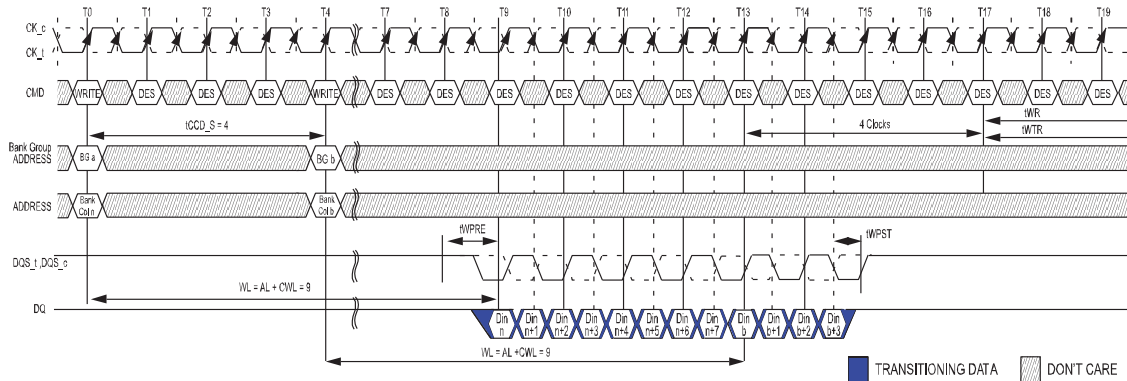 T0 T1 T2 T3 T4 T7 T8 T9 T10 T11 T12 T13 T14 T15 T16 T17 T18 T19
CK_c
CK_t
CMD WRITE DES DES DES WRITE DES DES DES DES DES DES DES DES DES DES DES DES DES
tCCD_S = 4
4 Clocks
tWR
tWTR
Bank Group
ADDRESS
BG a
BG b
ADDRESS
Bank
Col n
Bank
Col b
tWPRE
tWPST
DQS_t ,DQS_c
WL = AL + CWL = 9
DQ
Din n
Din n+1
Din n+2
Din n+3
Din n+4
Din n+5
Din n+6
Din n+7
Din b
Din b+1
Din b+2
Din b+3
WL = AL +CWL = 9
TRANSITIONING DATA
DON'T CARE